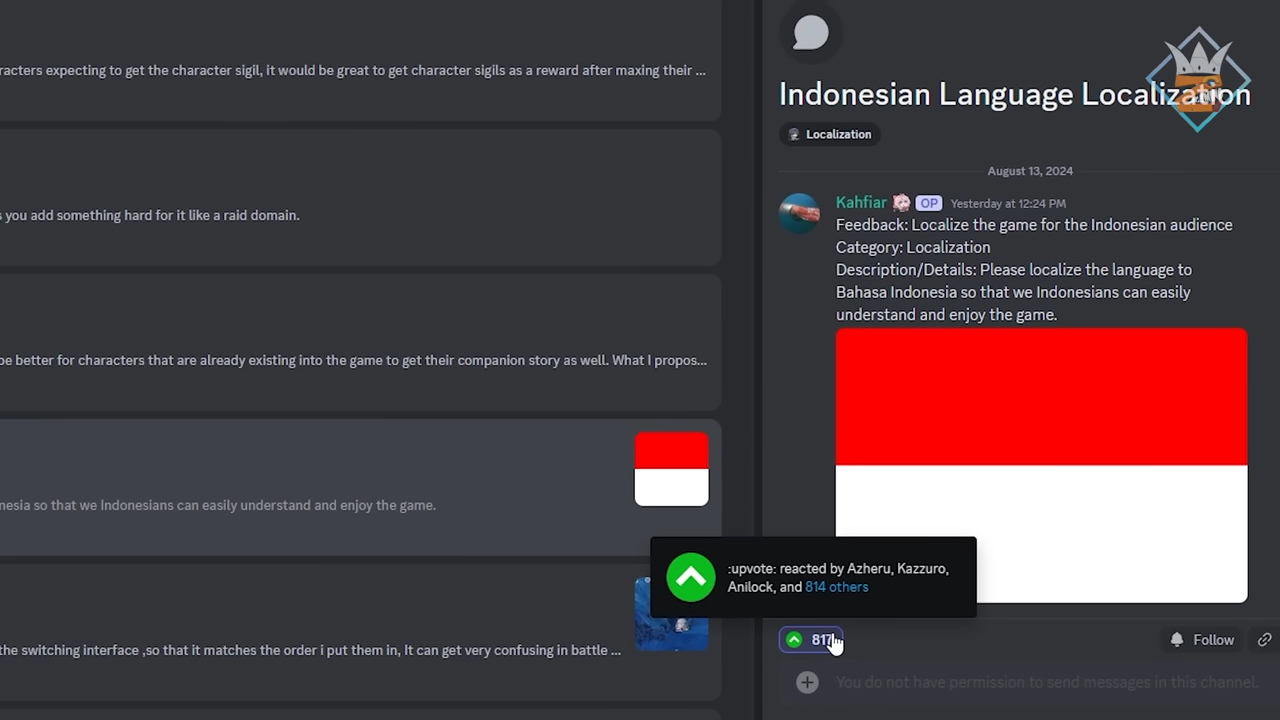 racters expecting to get the character sigil, it would be great to get character sigils as a reward after maxing their ...
you add something hard for it like a raid domain.
be better for characters that are already existing into the game to get their companion story as well. What I propos...
nesia so that we Indonesians can easily understand and enjoy the game.
the switching interface ,so that it matches the order i put them in, It can get very confusing in battle ...
Indonesian Language Localization
Localization
August 13, 2024
Kahfiar OP Yesterday at 12:24 PM
Feedback: Localize the game for the Indonesian audience
Category: Localization
Description/Details: Please localize the language to
Bahasa Indonesia so that we Indonesians can easily
understand and enjoy the game.
:upvote: reacted by Azheru, Kazzuro,
Anilock, and 814 others
817
Follow
You do not have permission to send messages in this channel.